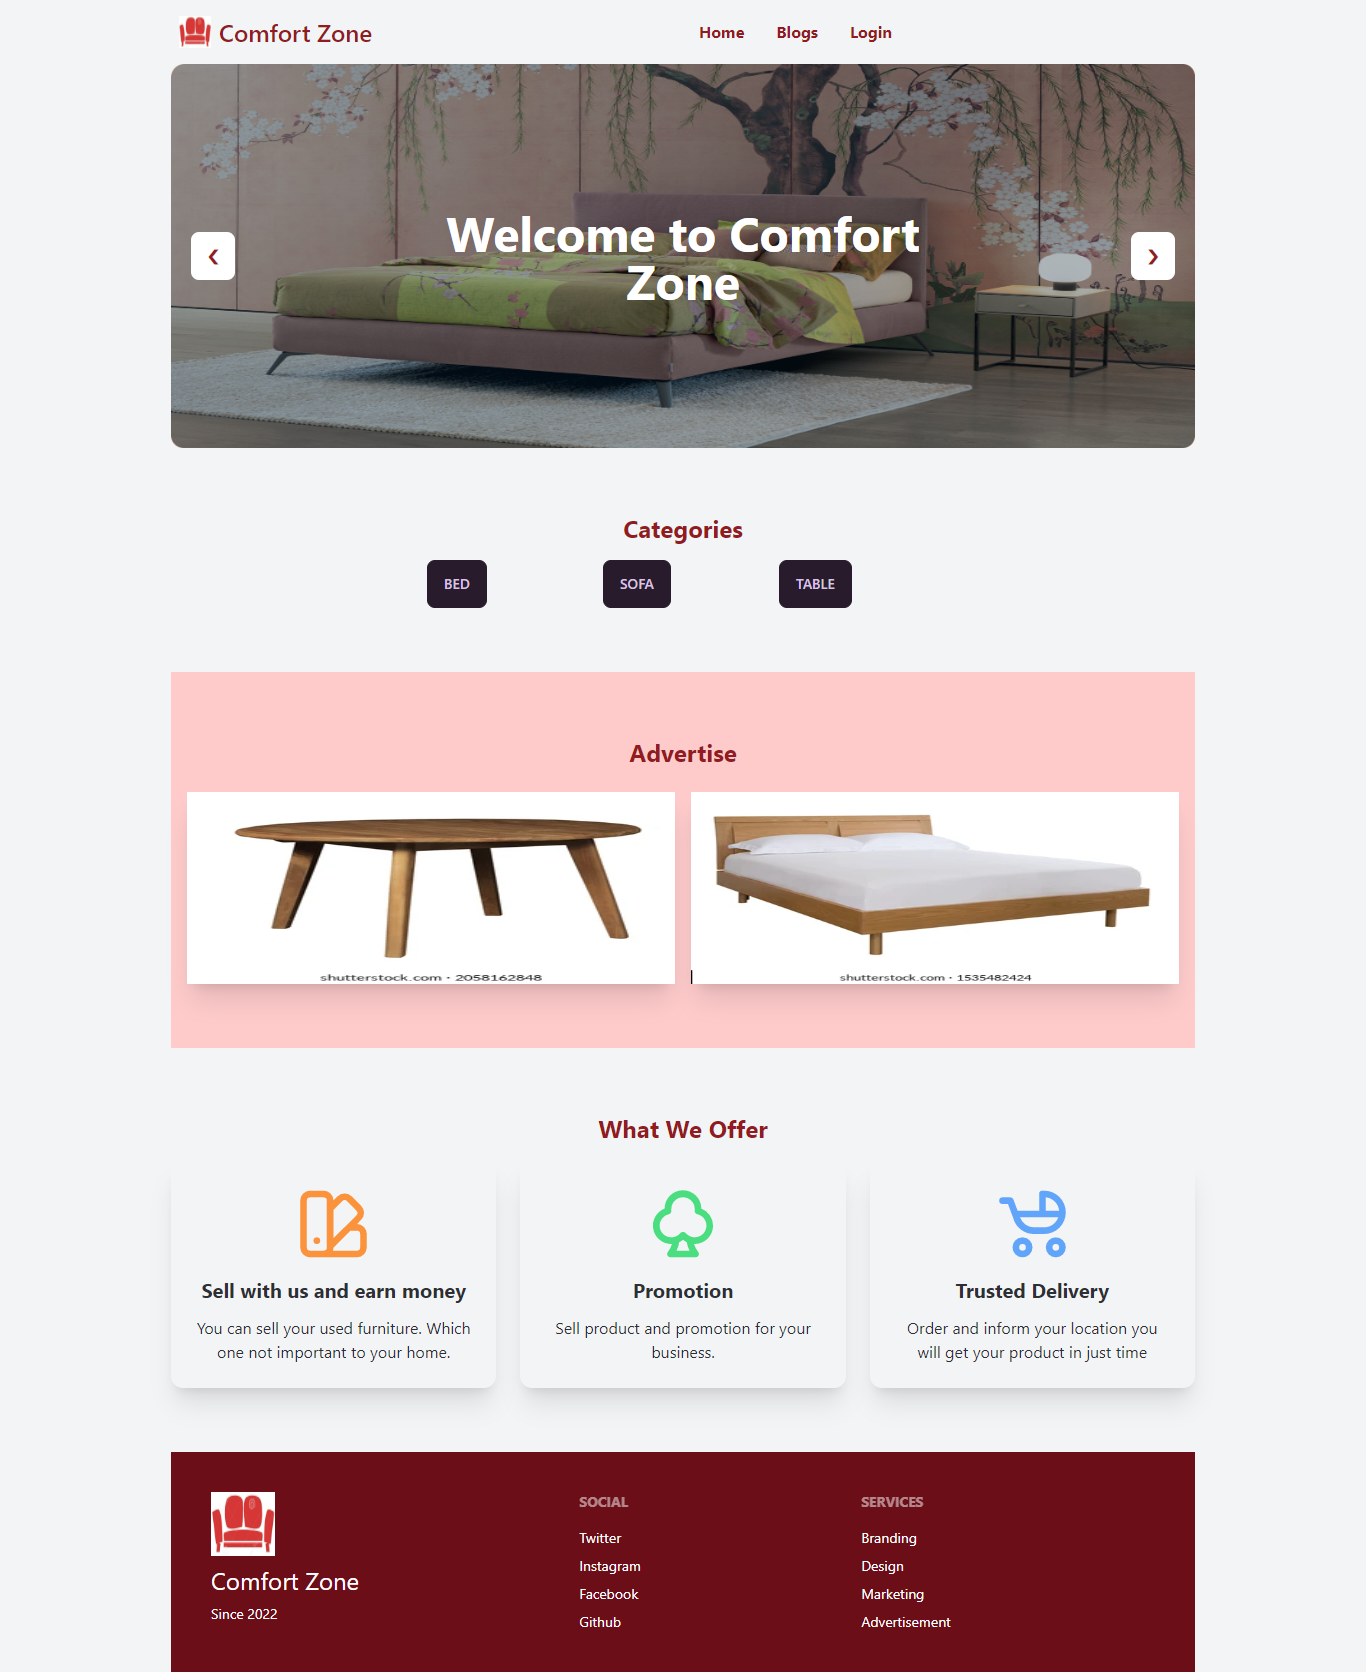 Comfort Zone
Home
Blogs
Login
Welcome to Comfort
Zone
❮
❯
Categories
BED
SOFA
TABLE
Advertise
shutterstock.com · 2058162848
shutterstock.com · 1535482424
What We Offer
Sell with us and earn money
You can sell your used furniture. Which
one not important to your home.
Promotion
Sell product and promotion for your
business.
Trusted Delivery
Order and inform your location you
will get your product in just time
Comfort Zone
Since 2022
SOCIAL
Twitter
Instagram
Facebook
Github
SERVICES
Branding
Design
Marketing
Advertisement